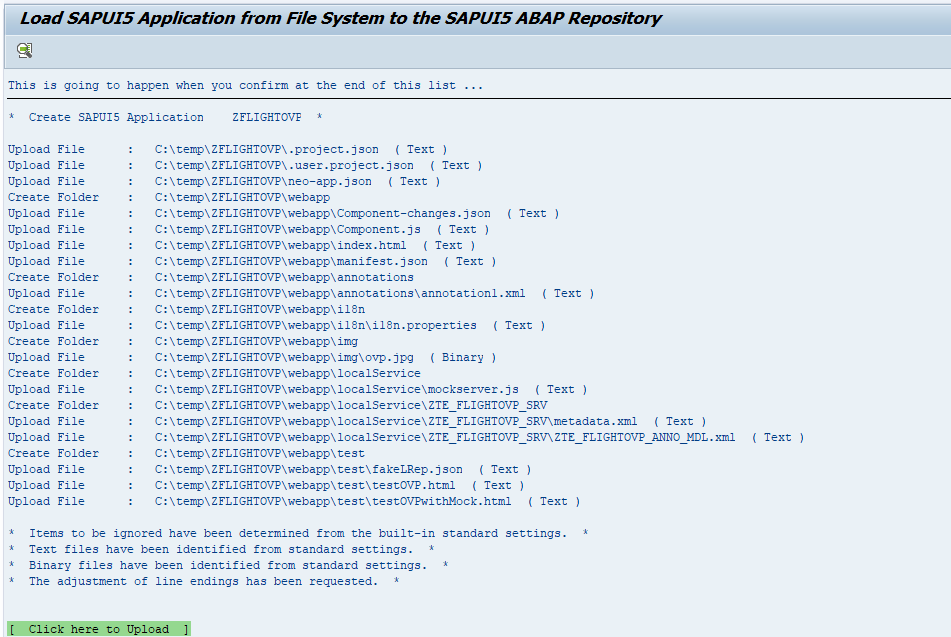 Load SAPUI5 Application from File System to the SAPUI5 ABAP Repository
This is going to happen when you confirm at the end of this list ...
* Create SAPUI5 Application ZFLIGHTOVP *
Upload File : C:\temp\ZFLIGHTOVP\.project.json ( Text )
Upload File : C:\temp\ZFLIGHTOVP\.user.project.json ( Text )
Upload File : C:\temp\ZFLIGHTOVP\neo-app.json ( Text )
Create Folder : C:\temp\ZFLIGHTOVP\webapp
Upload File : C:\temp\ZFLIGHTOVP\webapp\Component-changes.json ( Text )
Upload File : C:\temp\ZFLIGHTOVP\webapp\Component.js ( Text )
Upload File : C:\temp\ZFLIGHTOVP\webapp\index.html ( Text )
Upload File : C:\temp\ZFLIGHTOVP\webapp\manifest.json ( Text )
Create Folder : C:\temp\ZFLIGHTOVP\webapp\annotations
Upload File : C:\temp\ZFLIGHTOVP\webapp\annotations\annotation1.xml ( Text )
Create Folder : C:\temp\ZFLIGHTOVP\webapp\i18n
Upload File : C:\temp\ZFLIGHTOVP\webapp\i18n\i18n.properties ( Text )
Create Folder : C:\temp\ZFLIGHTOVP\webapp\img
Upload File : C:\temp\ZFLIGHTOVP\webapp\img\ovp.jpg ( Binary )
Create Folder : C:\temp\ZFLIGHTOVP\webapp\localService
Upload File : C:\temp\ZFLIGHTOVP\webapp\localService\mockserver.js ( Text )
Create Folder : C:\temp\ZFLIGHTOVP\webapp\localService\ZTE_FLIGHTOVP_SRV
Upload File : C:\temp\ZFLIGHTOVP\webapp\localService\ZTE_FLIGHTOVP_SRV\metadata.xml ( Text )
Upload File : C:\temp\ZFLIGHTOVP\webapp\localService\ZTE_FLIGHTOVP_SRV\ZTE_FLIGHTOVP_ANNO_MDL.xml ( Text )
Create Folder : C:\temp\ZFLIGHTOVP\webapp\test
Upload File : C:\temp\ZFLIGHTOVP\webapp\test\fakeLRep.json ( Text )
Upload File : C:\temp\ZFLIGHTOVP\webapp\test\testOVP.html ( Text )
Upload File : C:\temp\ZFLIGHTOVP\webapp\test\testOVPwithMock.html ( Text )
* Items to be ignored have been determined from the built-in standard settings. *
* Text files have been identified from standard settings. *
* Binary files have been identified from standard settings. *
* The adjustment of line endings has been requested. *
[ Click here to Upload ]